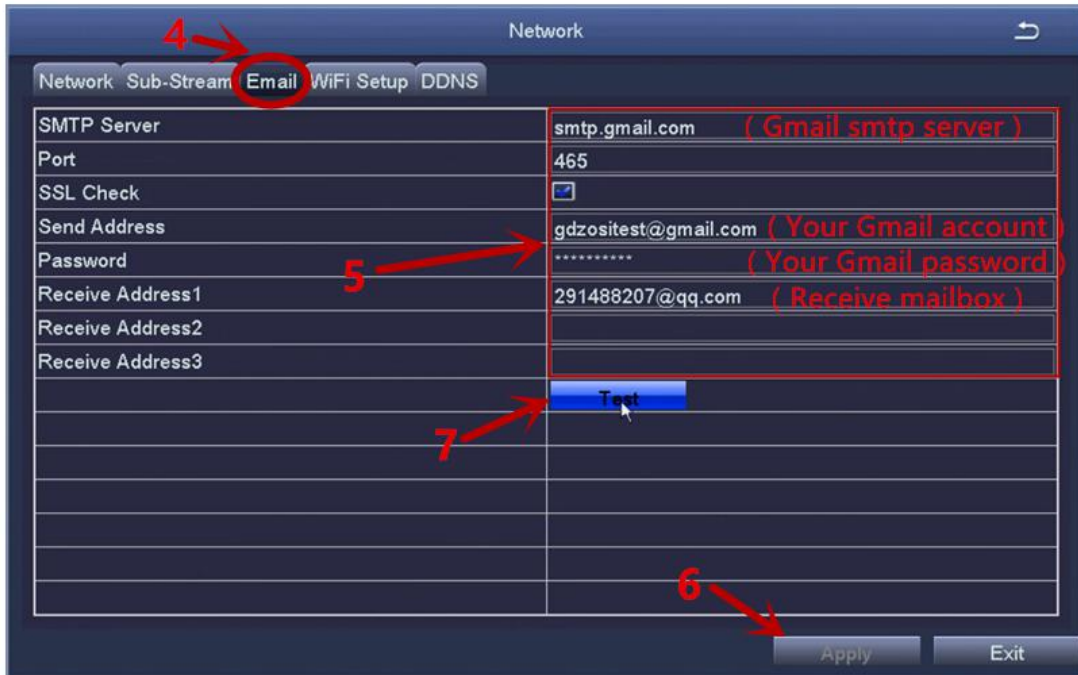 Network
4
Network Sub-Stream Email WiFi Setup DDNS
SMTP Server smtp.gmail.com ( Gmail smtp server )
Port 465
SSL Check
Send Address gdzositest@gmail.com ( Your Gmail account )
Password ********** ( Your Gmail password )
5
Receive Address1 291488207@qq.com ( Receive mailbox )
Receive Address2
Receive Address3
Test
7
6
Apply Exit